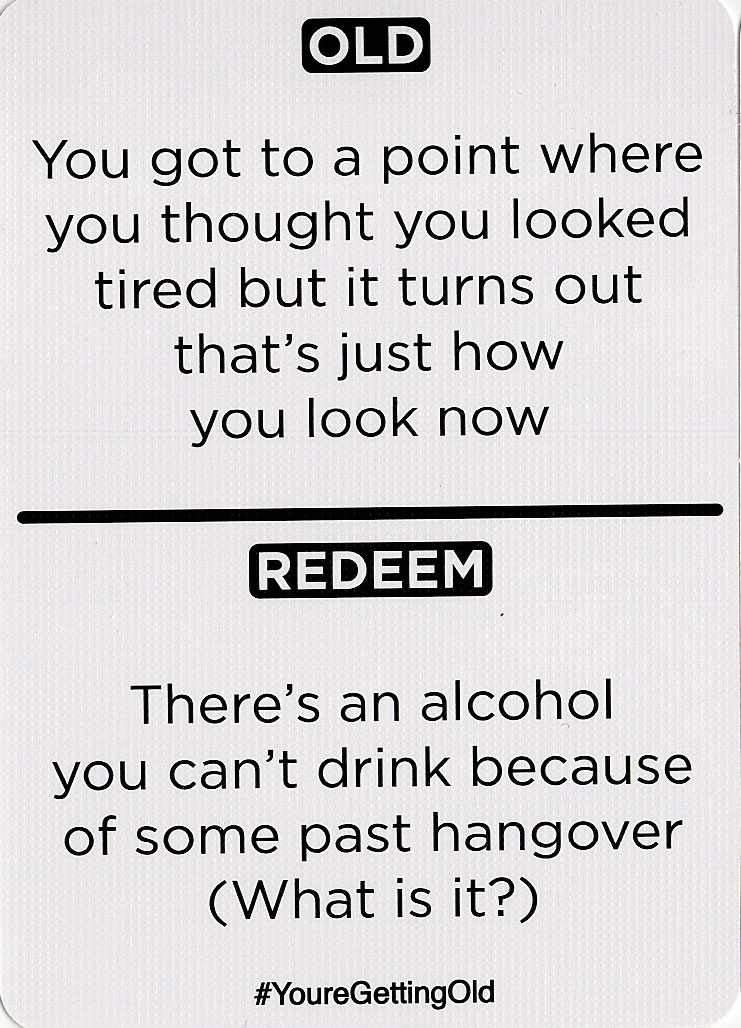 OLD
You got to a point where
you thought you looked
tired but it turns out
that’s just how
you look now
REDEEM
There’s an alcohol
you can’t drink because
of some past hangover
(What is it?)
#YoureGettingOld